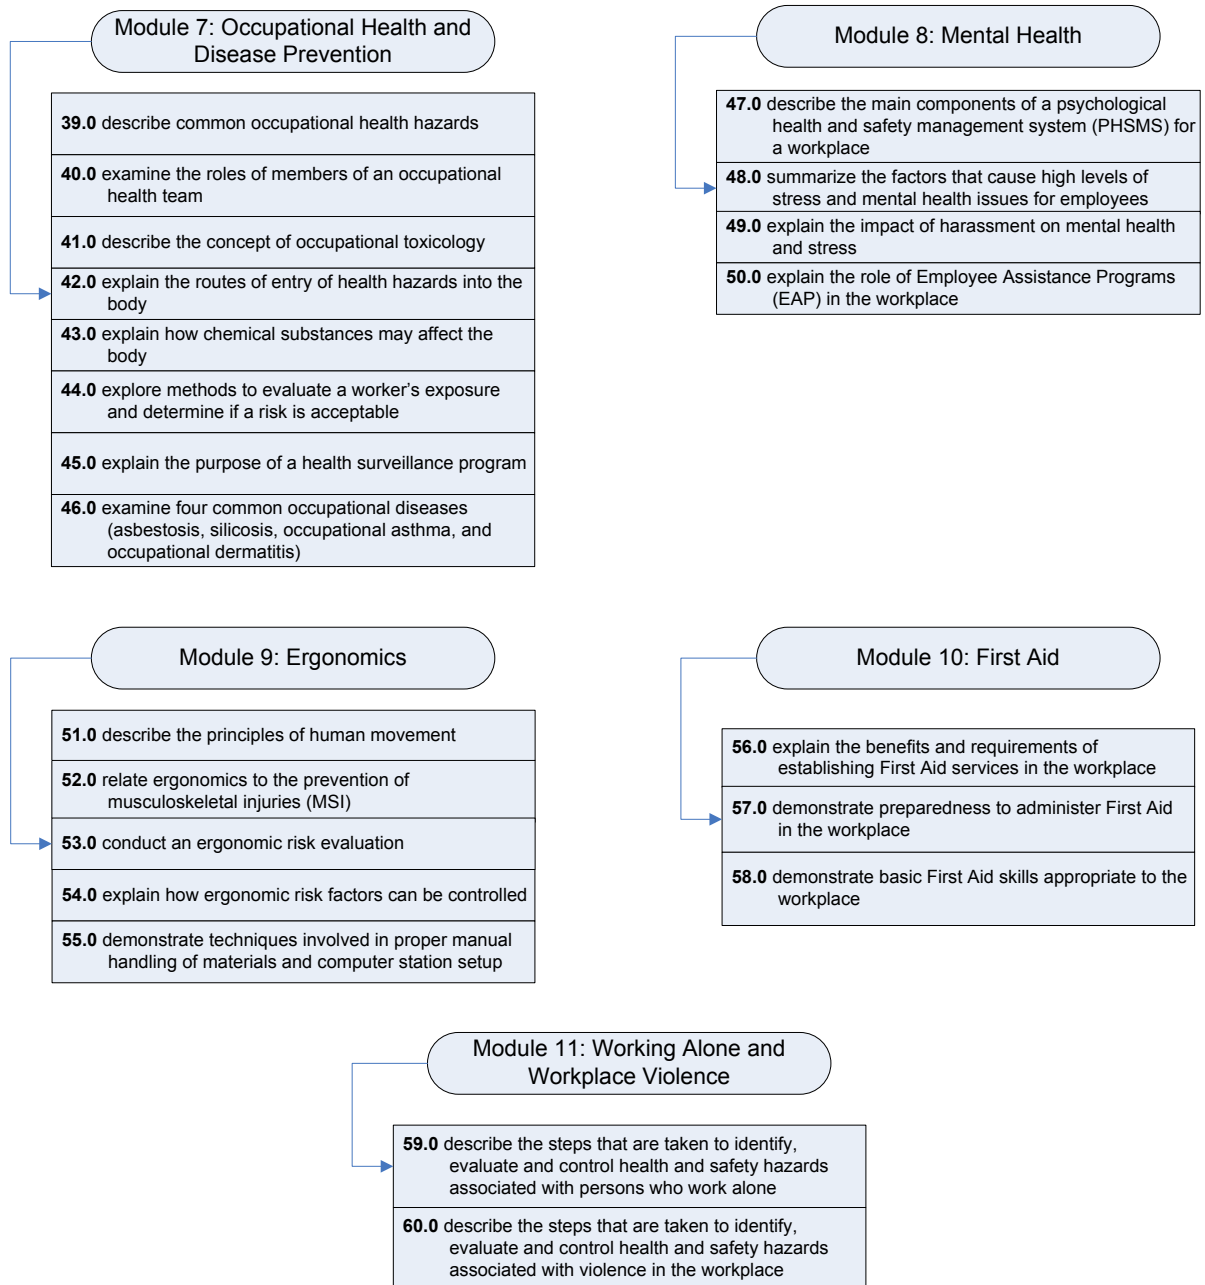 Module 7: Occupational Health and
Disease Prevention
39.0 describe common occupational health hazards
40.0 examine the roles of members of an occupational
health team
41.0 describe the concept of occupational toxicology
42.0 explain the routes of entry of health hazards into the
body
43.0 explain how chemical substances may affect the
body
44.0 explore methods to evaluate a worker’s exposure
and determine if a risk is acceptable
45.0 explain the purpose of a health surveillance program
46.0 examine four common occupational diseases
(asbestosis, silicosis, occupational asthma, and
occupational dermatitis)
Module 8: Mental Health
47.0 describe the main components of a psychological
health and safety management system (PHSMS) for
a workplace
48.0 summarize the factors that cause high levels of
stress and mental health issues for employees
49.0 explain the impact of harassment on mental health
and stress
50.0 explain the role of Employee Assistance Programs
(EAP) in the workplace
Module 9: Ergonomics
51.0 describe the principles of human movement
52.0 relate ergonomics to the prevention of
musculoskeletal injuries (MSI)
53.0 conduct an ergonomic risk evaluation
54.0 explain how ergonomic risk factors can be controlled
55.0 demonstrate techniques involved in proper manual
handling of materials and computer station setup
Module 10: First Aid
56.0 explain the benefits and requirements of
establishing First Aid services in the workplace
57.0 demonstrate preparedness to administer First Aid
in the workplace
58.0 demonstrate basic First Aid skills appropriate to the
workplace
Module 11: Working Alone and
Workplace Violence
59.0 describe the steps that are taken to identify,
evaluate and control health and safety hazards
associated with persons who work alone
60.0 describe the steps that are taken to identify,
evaluate and control health and safety hazards
associated with violence in the workplace